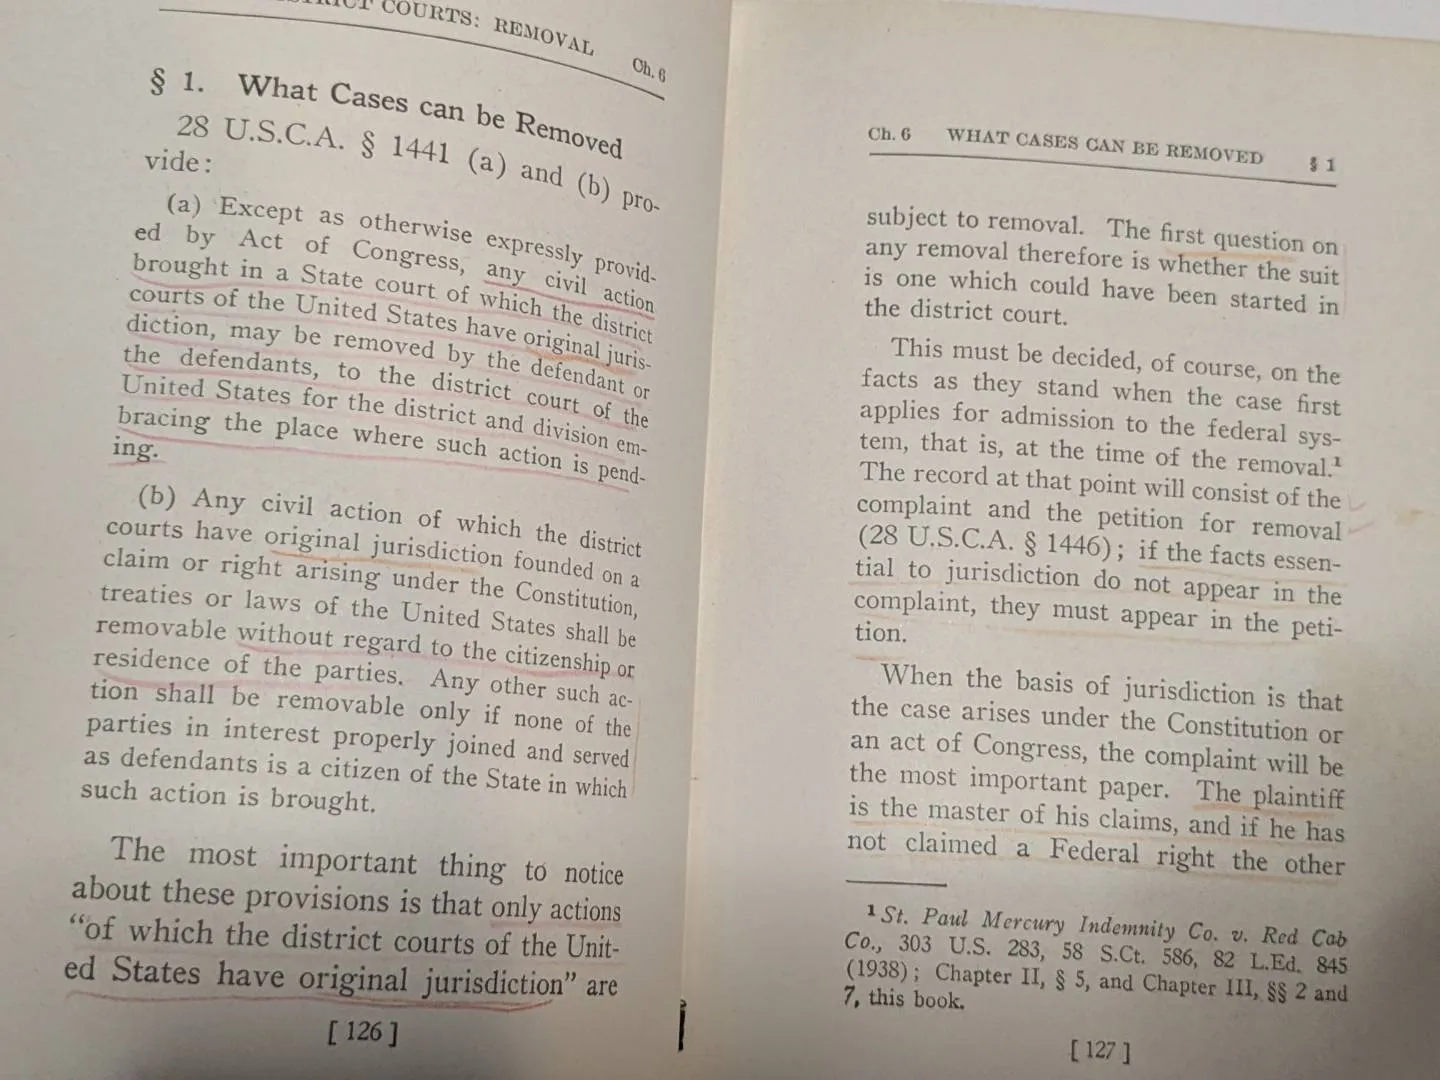 COURTS: REMOVAL Ch. 6
§ 1. What Cases can be Removed
28 U.S.C.A. § 1441 (a) and (b) pro-
vide:
(a) Except as otherwise expressly provid-
ed by Act of Congress, any civil action
brought in a State court of which the district
courts of the United States have original juris-
diction, may be removed by the defendant or
the defendants, to the district court of the
United States for the district and division em-
bracing the place where such action is pend-
ing.
(b) Any civil action of which the district
courts have original jurisdiction founded on a
claim or right arising under the Constitution,
treaties or laws of the United States shall be
removable without regard to the citizenship or
residence of the parties. Any other such ac-
tion shall be removable only if none of the
parties in interest properly joined and served
as defendants is a citizen of the State in which
such action is brought.
The most important thing to notice
about these provisions is that only actions
“of which the district courts of the Unit-
ed States have original jurisdiction” are
[ 126 ]
Ch. 6 WHAT CASES CAN BE REMOVED § 1
subject to removal. The first question on
any removal therefore is whether the suit
is one which could have been started in
the district court.
This must be decided, of course, on the
facts as they stand when the case first
applies for admission to the federal sys-
tem, that is, at the time of the removal.¹
The record at that point will consist of the
complaint and the petition for removal
(28 U.S.C.A. § 1446); if the facts essen-
tial to jurisdiction do not appear in the
complaint, they must appear in the peti-
tion.
When the basis of jurisdiction is that
the case arises under the Constitution or
an act of Congress, the complaint will be
the most important paper. The plaintiff
is the master of his claims, and if he has
not claimed a Federal right the other
¹ St. Paul Mercury Indemnity Co. v. Red Cab
Co., 303 U.S. 283, 58 S.Ct. 586, 82 L.Ed. 845
(1938); Chapter II, § 5, and Chapter III, §§ 2 and
7, this book.
[ 127 ]